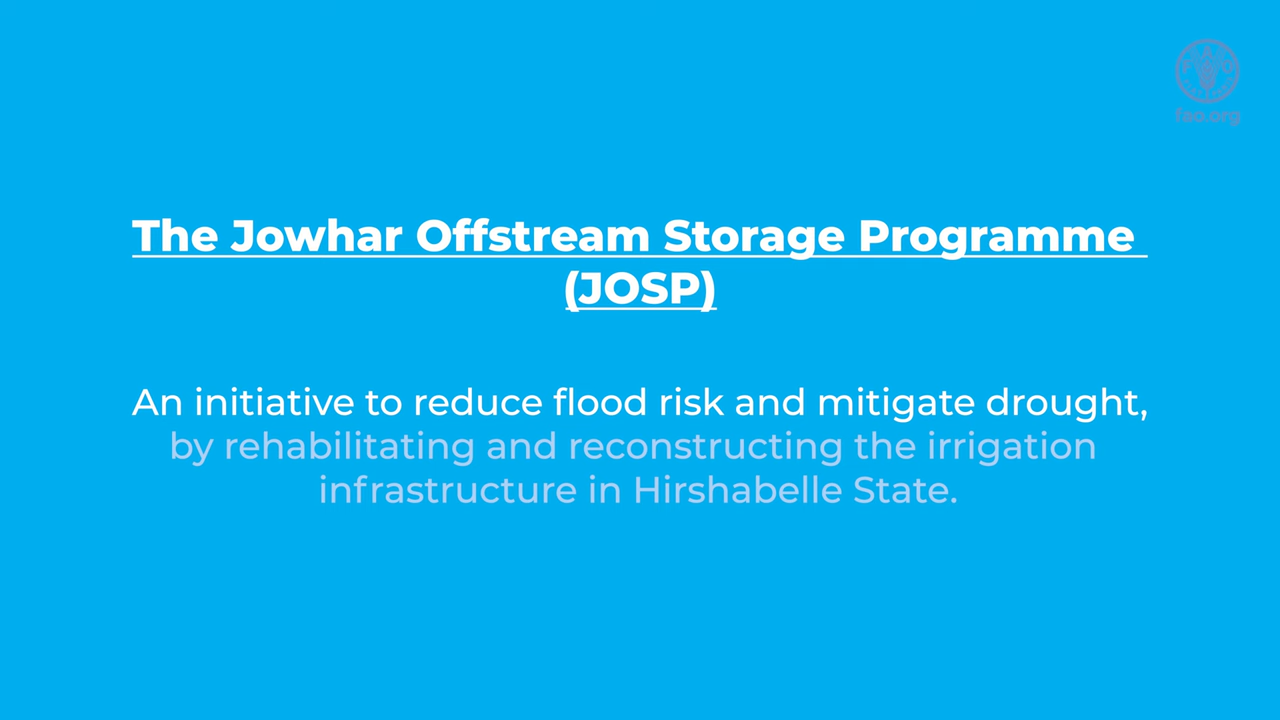 FAO
fao.org
The Jowhar Offstream Storage Programme
(JOSP)
An initiative to reduce flood risk and mitigate drought,
by rehabilitating and reconstructing the irrigation
infrastructure in Hirshabelle State.